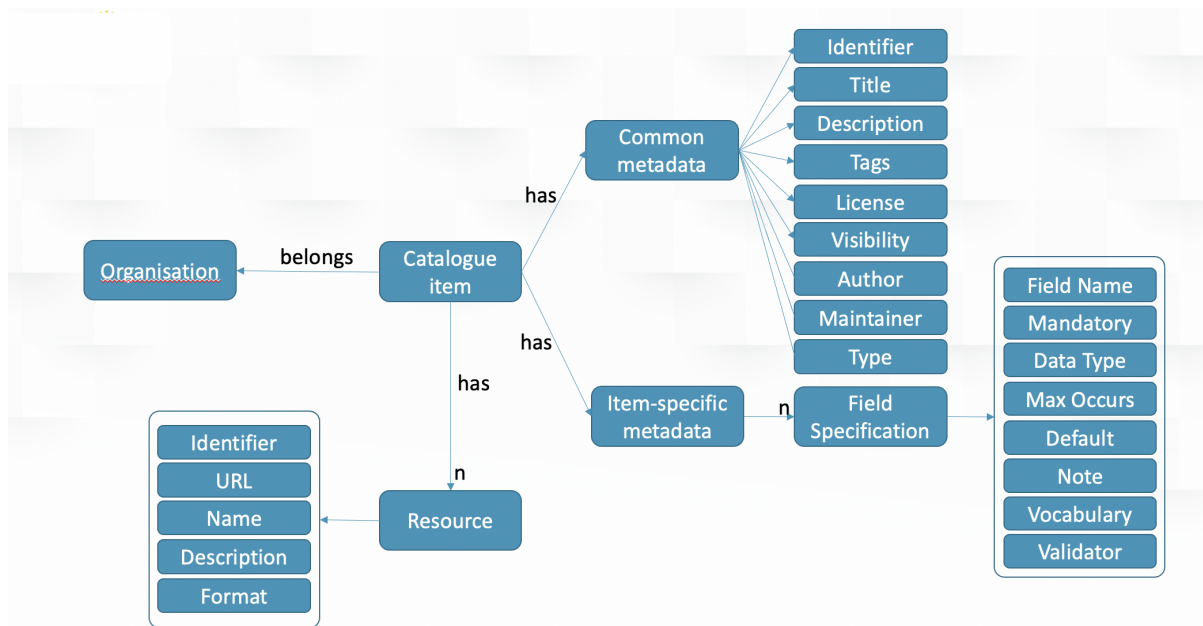 Identifier
Title
Description
Tags
License
Visibility
Author
Maintainer
Type
Common
metadata
has
belongs
Organisation
Catalogue
item
has
has
n
Item-specific
metadata
n
Field
Specification
Field Name
Mandatory
Data Type
Max Occurs
Default
Note
Vocabulary
Validator
Resource
Identifier
URL
Name
Description
Format